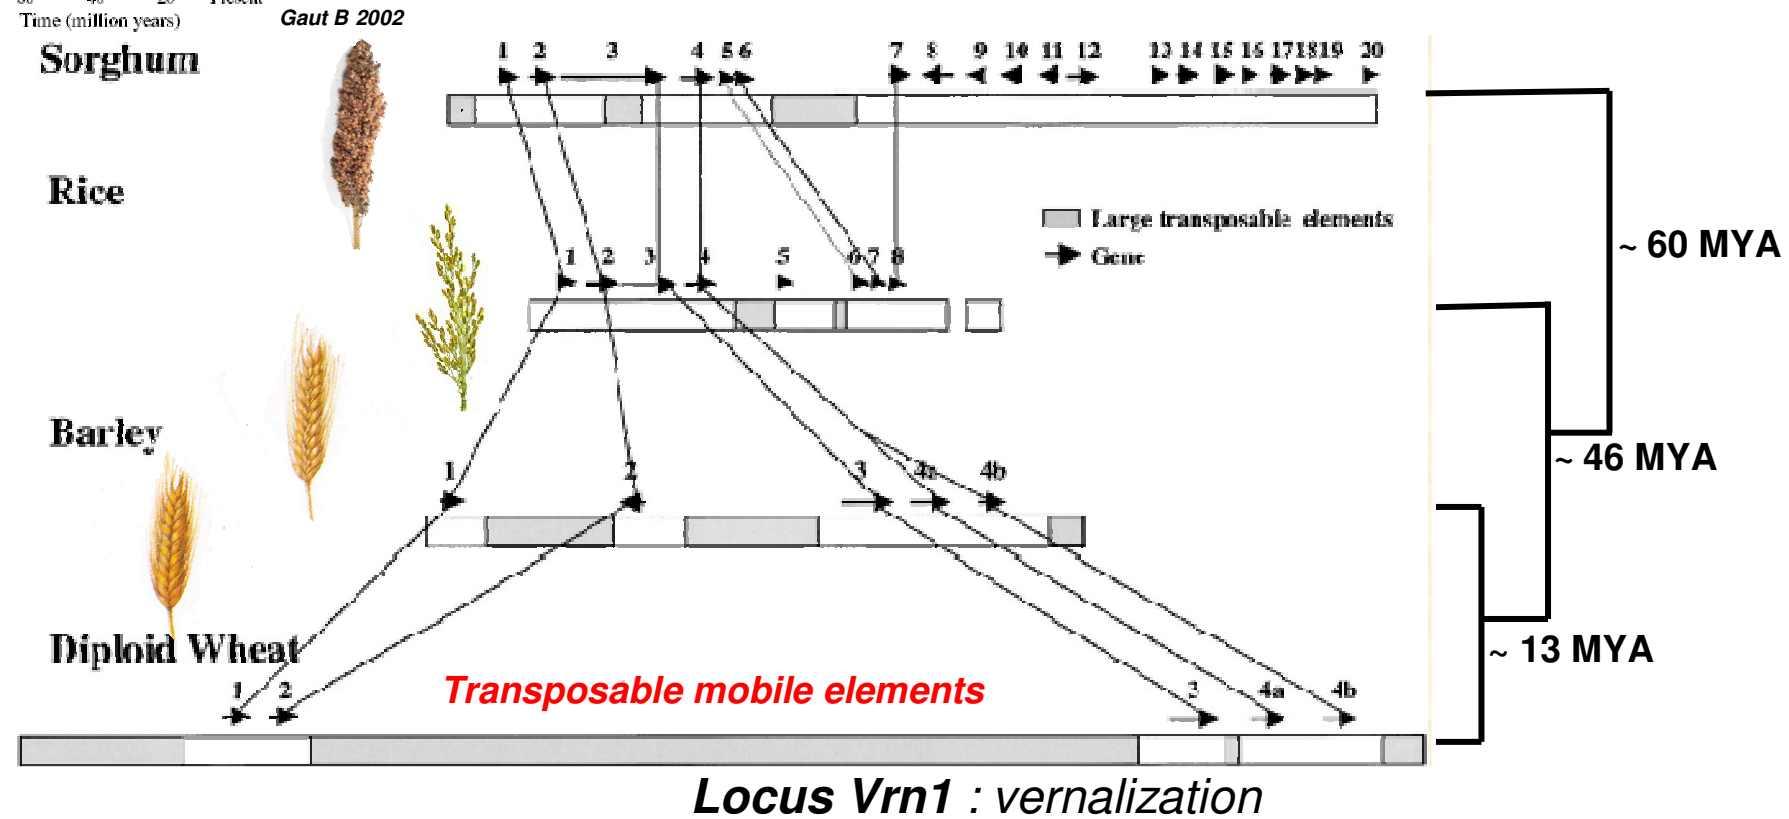 Time (million years)
Gaut B 2002
Sorghum
1 2 3 4 5 6 7 8 9 10 11 12 13 14 15 16 17 18 19 20
Rice
Large transposable elements
Gene
~ 60 MYA
1 2 3 4 5 6 7 8
Barley
~ 46 MYA
1 2 3 4a 4b
Diploid Wheat
~ 13 MYA
Transposable mobile elements
1 2 3 4a 4b
Locus Vrn1 : vernalization